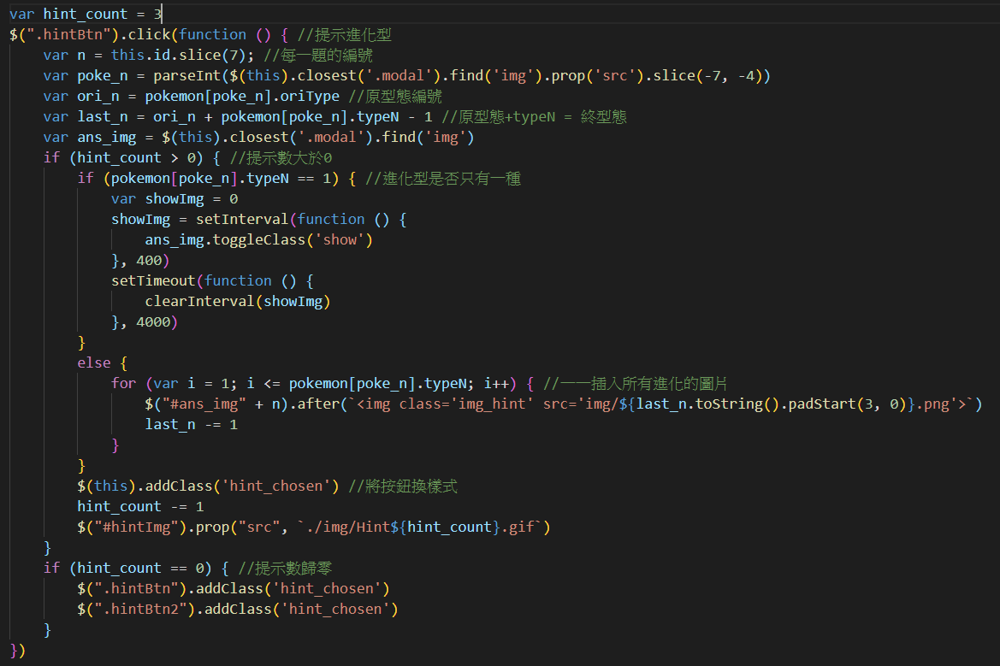 var hint_count = 3
$(".hintBtn").click(function () { //提示進化型
    var n = this.id.slice(7); //每一題的編號
    var poke_n = parseInt($(this).closest('.modal').find('img').prop('src').slice(-7, -4))
    var ori_n = pokemon[poke_n].oriType //原型態編號
    var last_n = ori_n + pokemon[poke_n].typeN - 1 //原型態+typeN = 終型態
    var ans_img = $(this).closest('.modal').find('img')
    if (hint_count > 0) { //提示數大於0
        if (pokemon[poke_n].typeN == 1) { //進化型是否只有一種
            var showImg = 0
            showImg = setInterval(function () {
                ans_img.toggleClass('show')
            }, 400)
            setTimeout(function () {
                clearInterval(showImg)
            }, 4000)
        }
        else {
            for (var i = 1; i <= pokemon[poke_n].typeN; i++) { //一一插入所有進化的圖片
                $("#ans_img" + n).after(`<img class='img_hint' src='img/${last_n.toString().padStart(3, 0)}.png'>`)
                last_n -= 1
            }
        }
        $(this).addClass('hint_chosen') //將按鈕換樣式
        hint_count -= 1
        $("#hintImg").prop("src", `./img/Hint${hint_count}.gif`)
    }
    if (hint_count == 0) { //提示數歸零
        $(".hintBtn").addClass('hint_chosen')
        $(".hintBtn2").addClass('hint_chosen')
    }
})